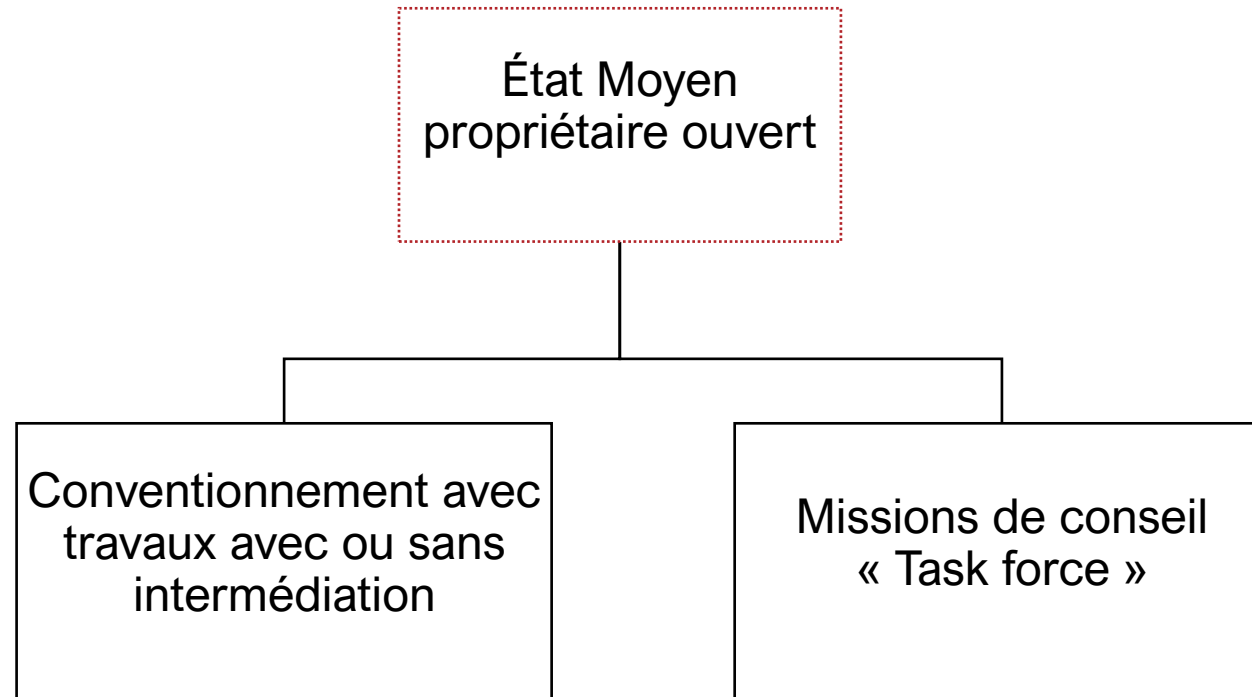 État Moyen
propriétaire ouvert
Conventionnement avec
travaux avec ou sans
intermédiation
Missions de conseil
« Task force »